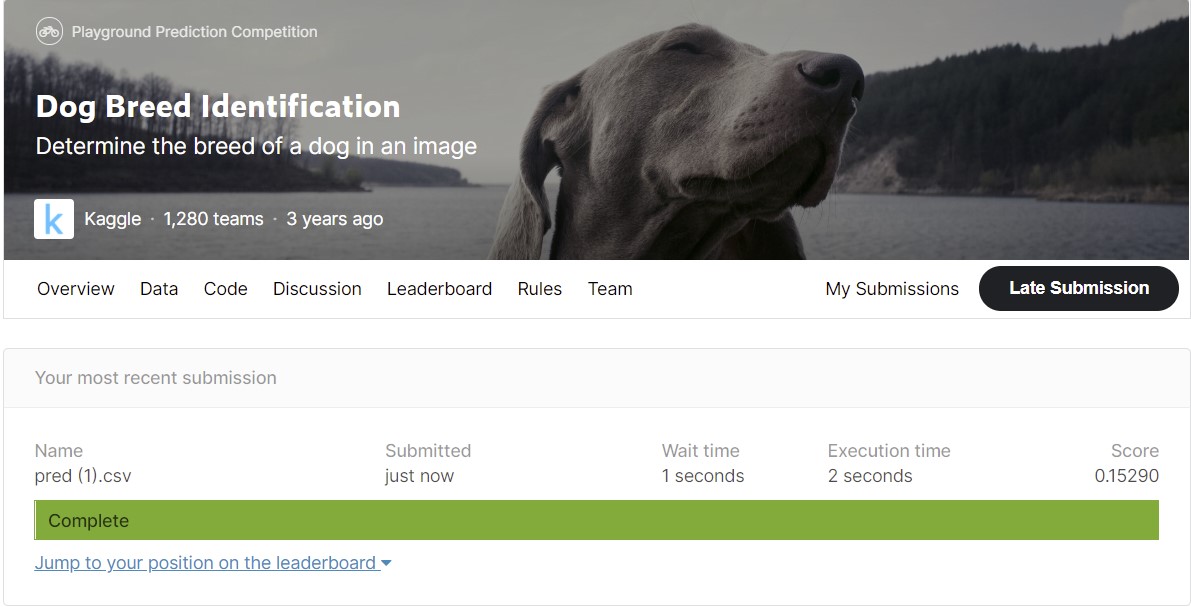 Playground Prediction Competition
Dog Breed Identification
Determine the breed of a dog in an image
k Kaggle · 1,280 teams · 3 years ago
Overview Data Code Discussion Leaderboard Rules Team My Submissions Late Submission
Your most recent submission
Name Submitted Wait time Execution time Score
pred (1).csv just now 1 seconds 2 seconds 0.15290
Complete
Jump to your position on the leaderboard